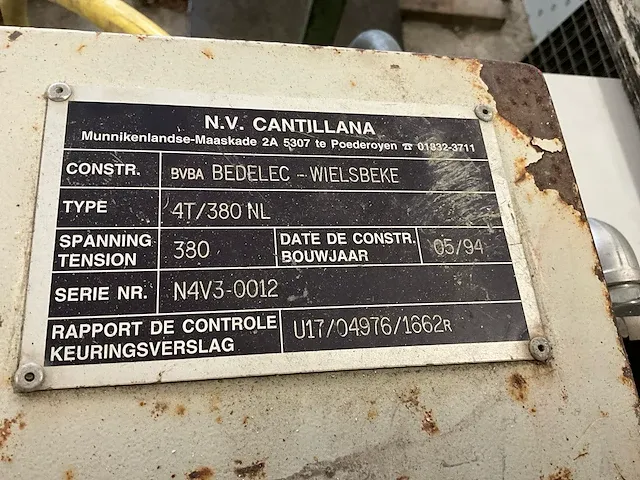 N.V. CANTILLANA
Munnikenlandse-Maaskade 2A 5307 te Poederoyen ☎ 01832-3711
CONSTR. BVBA BEDELEC - WIELSBEKE
TYPE 4T/380 NL
SPANNING
TENSION 380
DATE DE CONSTR.
BOUWJAAR 05/94
SERIE NR. N4V3-0012
RAPPORT DE CONTROLE
KEURINGSVERSLAG U17/04976/1662R